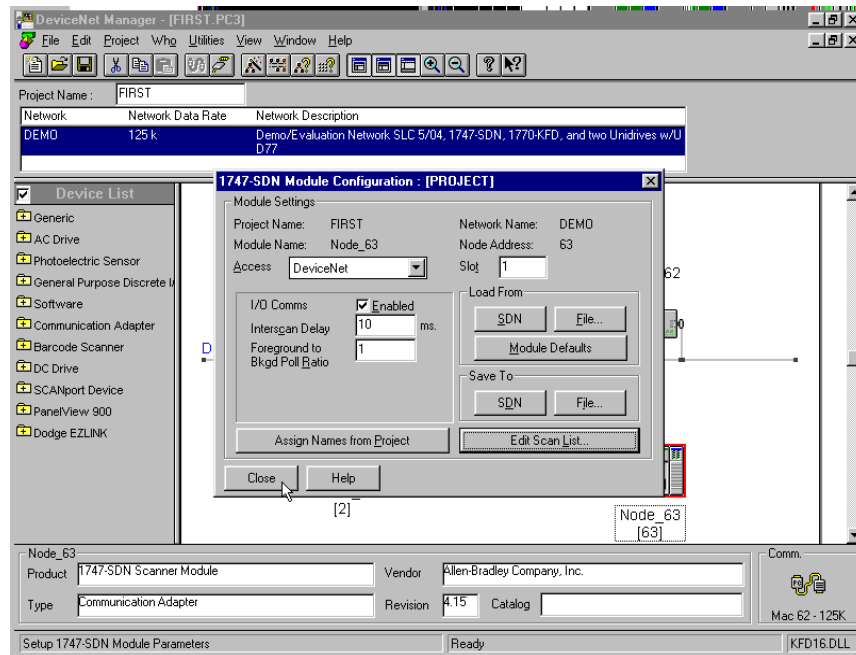 DeviceNet Manager - [FIRST.PC3]
File Edit Project Who Utilities View Window Help
Project Name : FIRST
Network Network Data Rate Network Description
DEMO 125 k Demo/Evaluation Network SLC 5/04, 1747-SDN, 1770-KFD, and two Unidrives w/U
D77
Device List
Generic
AC Drive
Photoelectric Sensor
General Purpose Discrete I/
Software
Communication Adapter
Barcode Scanner
DC Drive
SCANport Device
PanelView 900
Dodge EZLINK
D
62
1747-SDN Module Configuration : [PROJECT]
Module Settings
Project Name: FIRST Network Name: DEMO
Module Name: Node_63 Node Address: 63
Access DeviceNet Slot 1
I/O Comms Enabled
Interscan Delay 10 ms.
Foreground to
Bkgd Poll Ratio 1
Load From
SDN File...
Module Defaults
Save To
SDN File...
Assign Names from Project Edit Scan List...
Close Help
[2]
Node_63
[63]
Node_63
Product 1747-SDN Scanner Module Vendor Allen-Bradley Company, Inc.
Type Communication Adapter Revision 4.15 Catalog
Comm.
Mac 62 - 125K
Setup 1747-SDN Module Parameters Ready KFD16.DLL